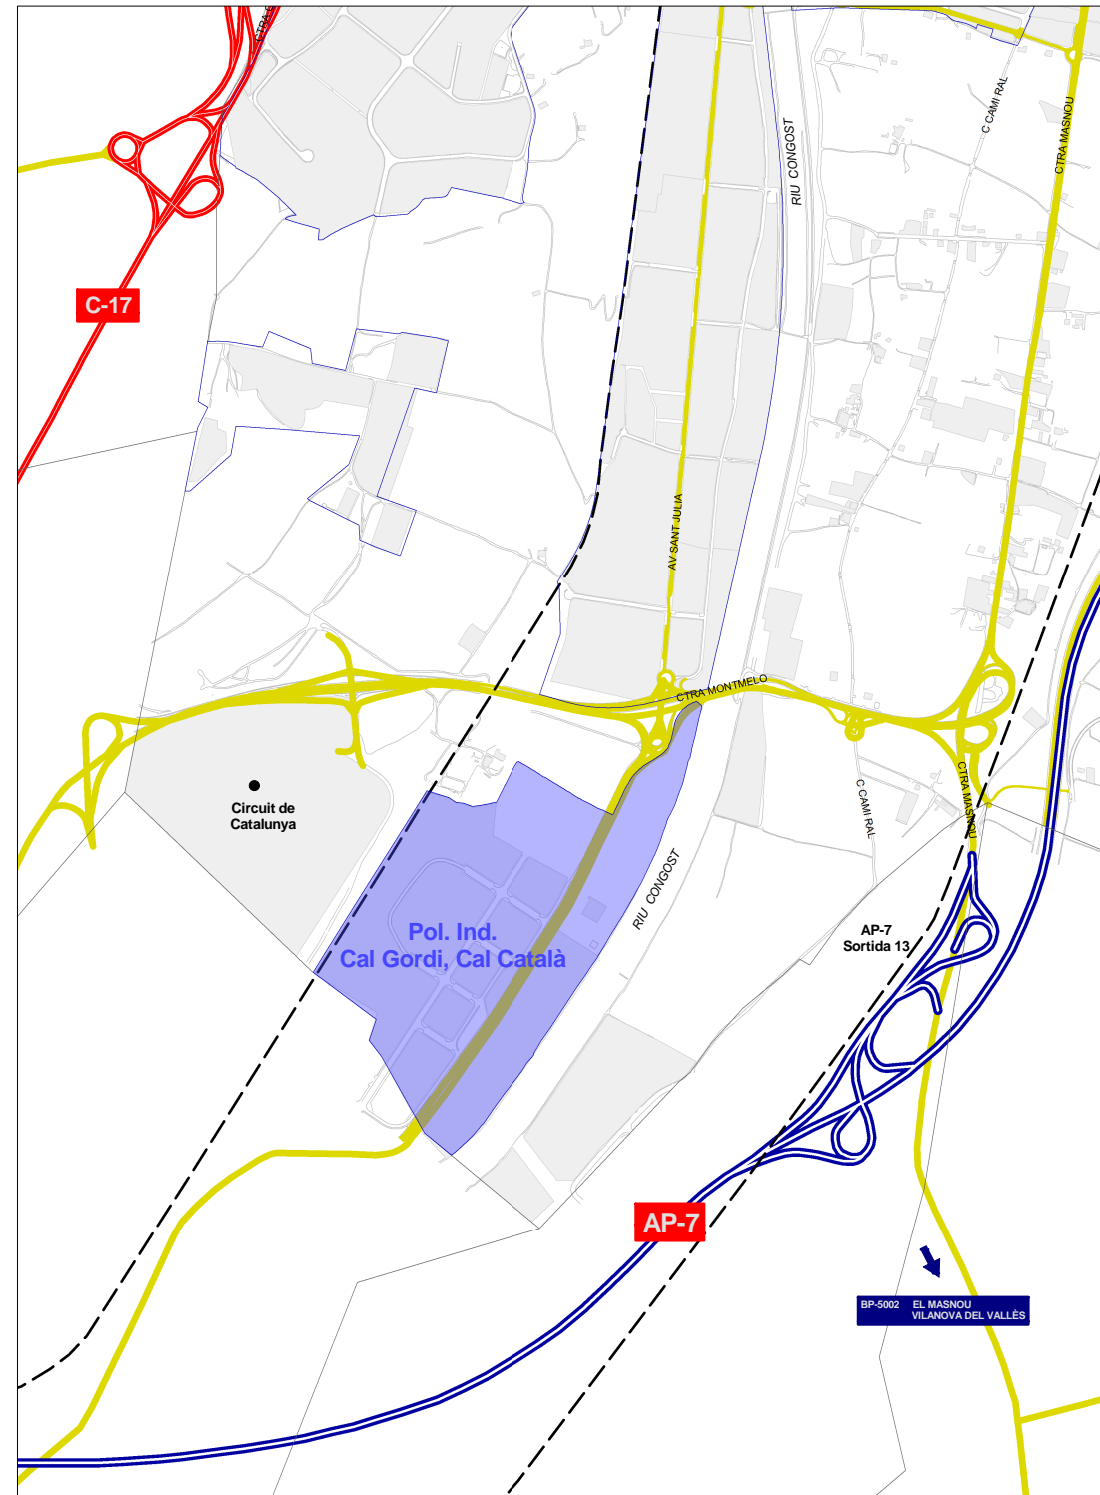 CTRA
RIU CONGOST
C CAMI RAL
CTRA MASNOU
C-17
AV SANT JULIA
CTRA MONTMELO
Circuit de
Catalunya
C CAMI RAL
CTRA MASNOU
RIU CONGOST
Pol. Ind.
Cal Gordi, Cal Català
AP-7
Sortida 13
AP-7
BP-5002 EL MASNOU
VILANOVA DEL VALLÈS